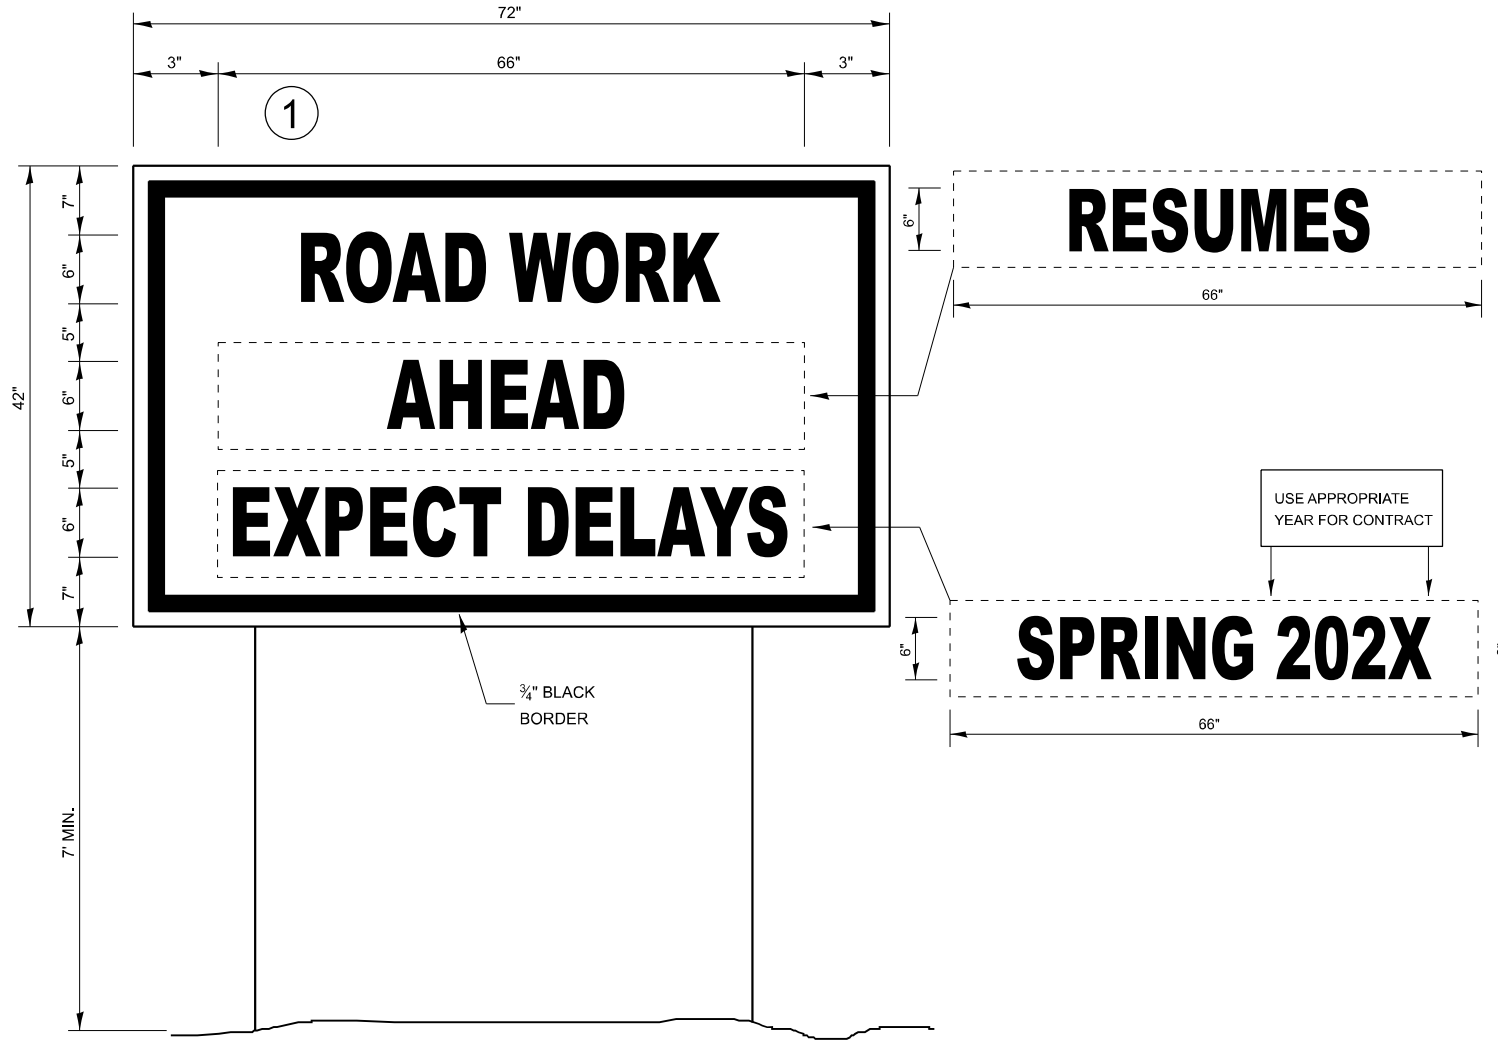 72"
3" 66" 3"
1
7"
6"
5"
6"
5"
6"
7"
42"
7' MIN.
ROAD WORK
AHEAD
EXPECT DELAYS
¾" BLACK
BORDER
6"
RESUMES
66"
USE APPROPRIATE
YEAR FOR CONTRACT
6"
SPRING 202X
66"